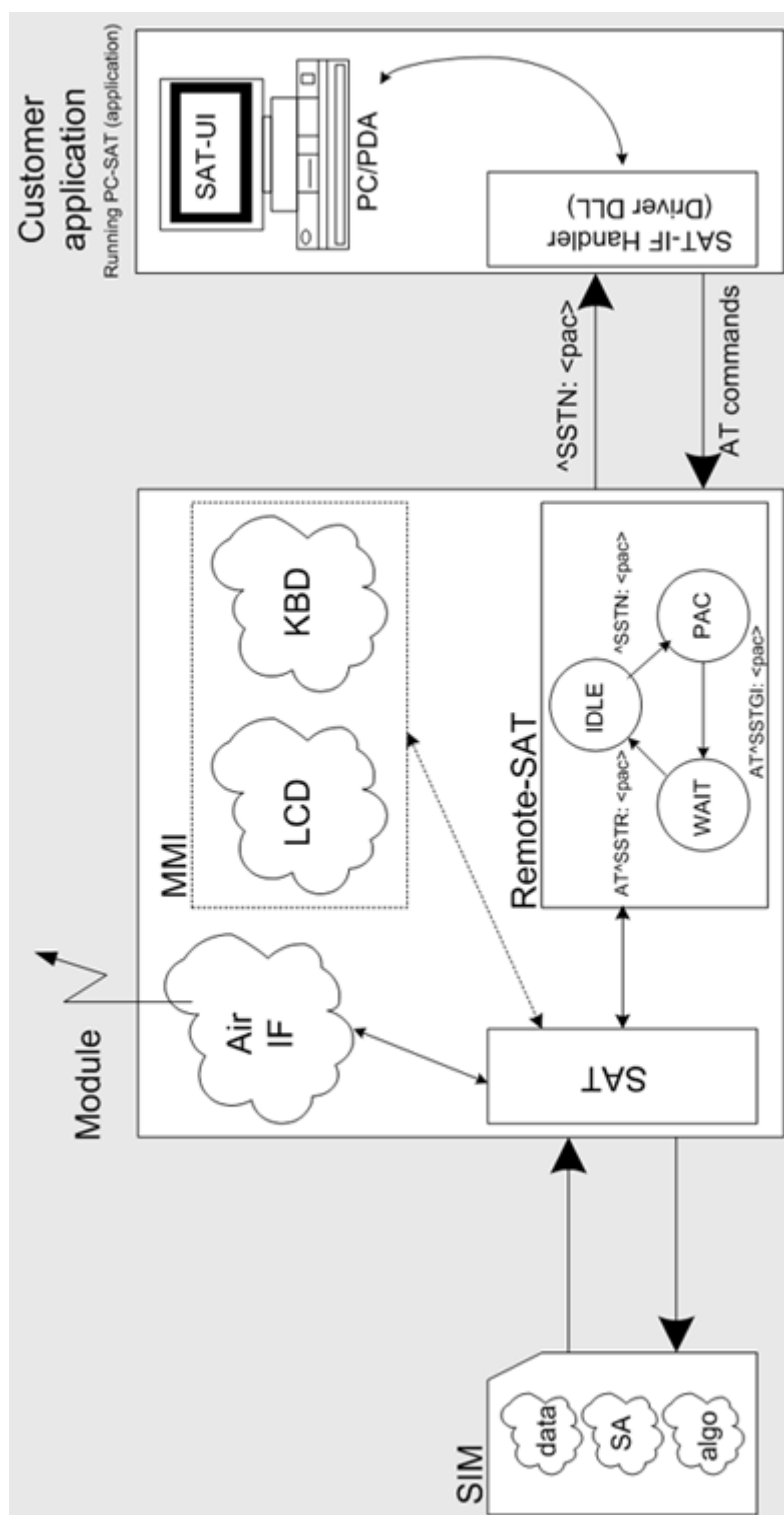 Customer
application
Running PC-SAT (application)
SAT-UI
PC/PDA
SAT-IF Handler
(Driver DLL)
^SSTN: <pac>
AT commands
Module
Air
IF
MMI
LCD
KBD
SAT
Remote-SAT
IDLE
^SSTN: <pac>
PAC
AT^SSTR: <pac>
WAIT
AT^SSTGI: <pac>
SIM
data
SA
algo